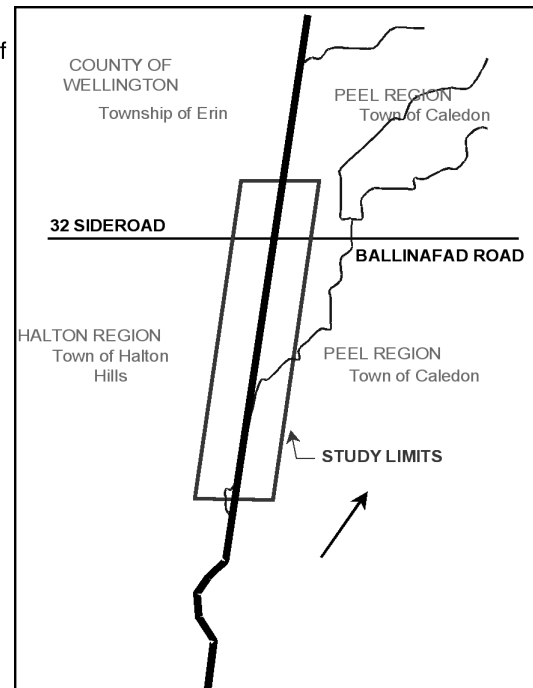 f
COUNTY OF
WELLINGTON
Township of Erin
PEEL REGION
Town of Caledon
32 SIDEROAD
BALLINAFAD ROAD
HALTON REGION
Town of Halton
Hills
PEEL REGION
Town of Caledon
STUDY LIMITS